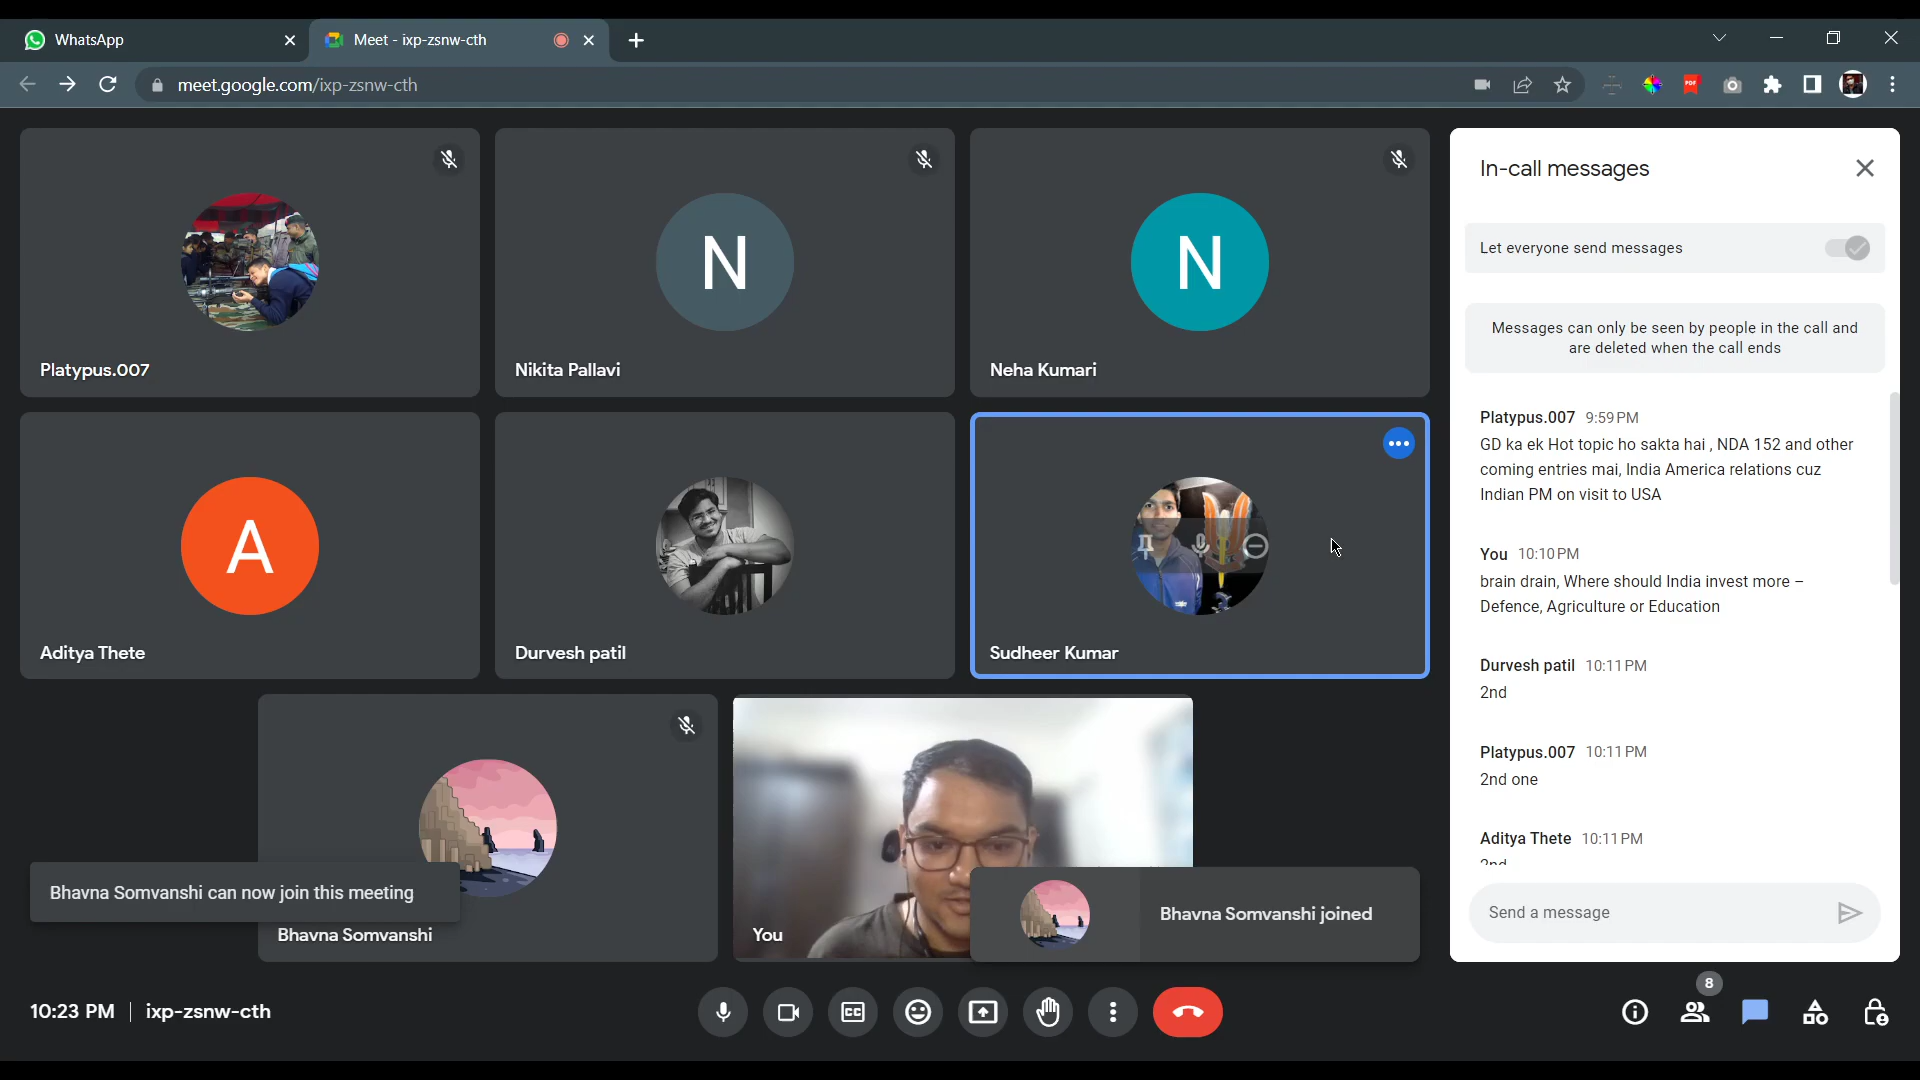 WhatsApp
Meet - ixp-zsnw-cth
meet.google.com/ixp-zsnw-cth
PDF
Platypus.007
N
Nikita Pallavi
N
Neha Kumari
A
Aditya Thete
Durvesh patil
Sudheer Kumar
Bhavna Somvanshi can now join this meeting
Bhavna Somvanshi
You
Bhavna Somvanshi joined
In-call messages
Let everyone send messages
Messages can only be seen by people in the call and
are deleted when the call ends
Platypus.007 9:59 PM
GD ka ek Hot topic ho sakta hai , NDA 152 and other
coming entries mai, India America relations cuz
Indian PM on visit to USA
You 10:10 PM
brain drain, Where should India invest more –
Defence, Agriculture or Education
Durvesh patil 10:11 PM
2nd
Platypus.007 10:11 PM
2nd one
Aditya Thete 10:11 PM
2nd
Send a message
10:23 PM | ixp-zsnw-cth
CC
8